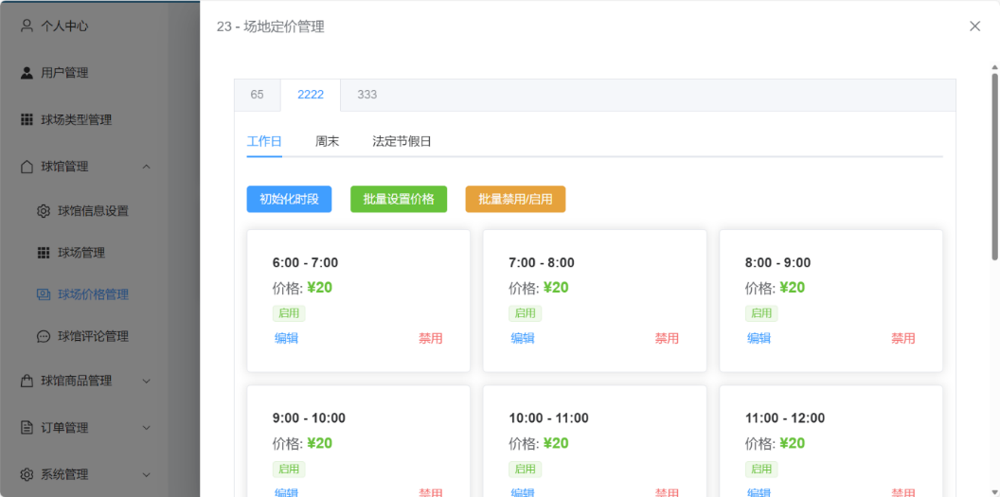 个人中心
用户管理
球场类型管理
球馆管理
球馆信息设置
球场管理
球场价格管理
球馆评论管理
球馆商品管理
订单管理
系统管理
23 - 场地定价管理
65 2222 333
工作日 周末 法定节假日
初始化时段 批量设置价格 批量禁用/启用
6:00 - 7:00
价格: ¥20
启用
编辑 禁用
7:00 - 8:00
价格: ¥20
启用
编辑 禁用
8:00 - 9:00
价格: ¥20
启用
编辑 禁用
9:00 - 10:00
价格: ¥20
启用
编辑 禁用
10:00 - 11:00
价格: ¥20
启用
编辑 禁用
11:00 - 12:00
价格: ¥20
启用
编辑 禁用